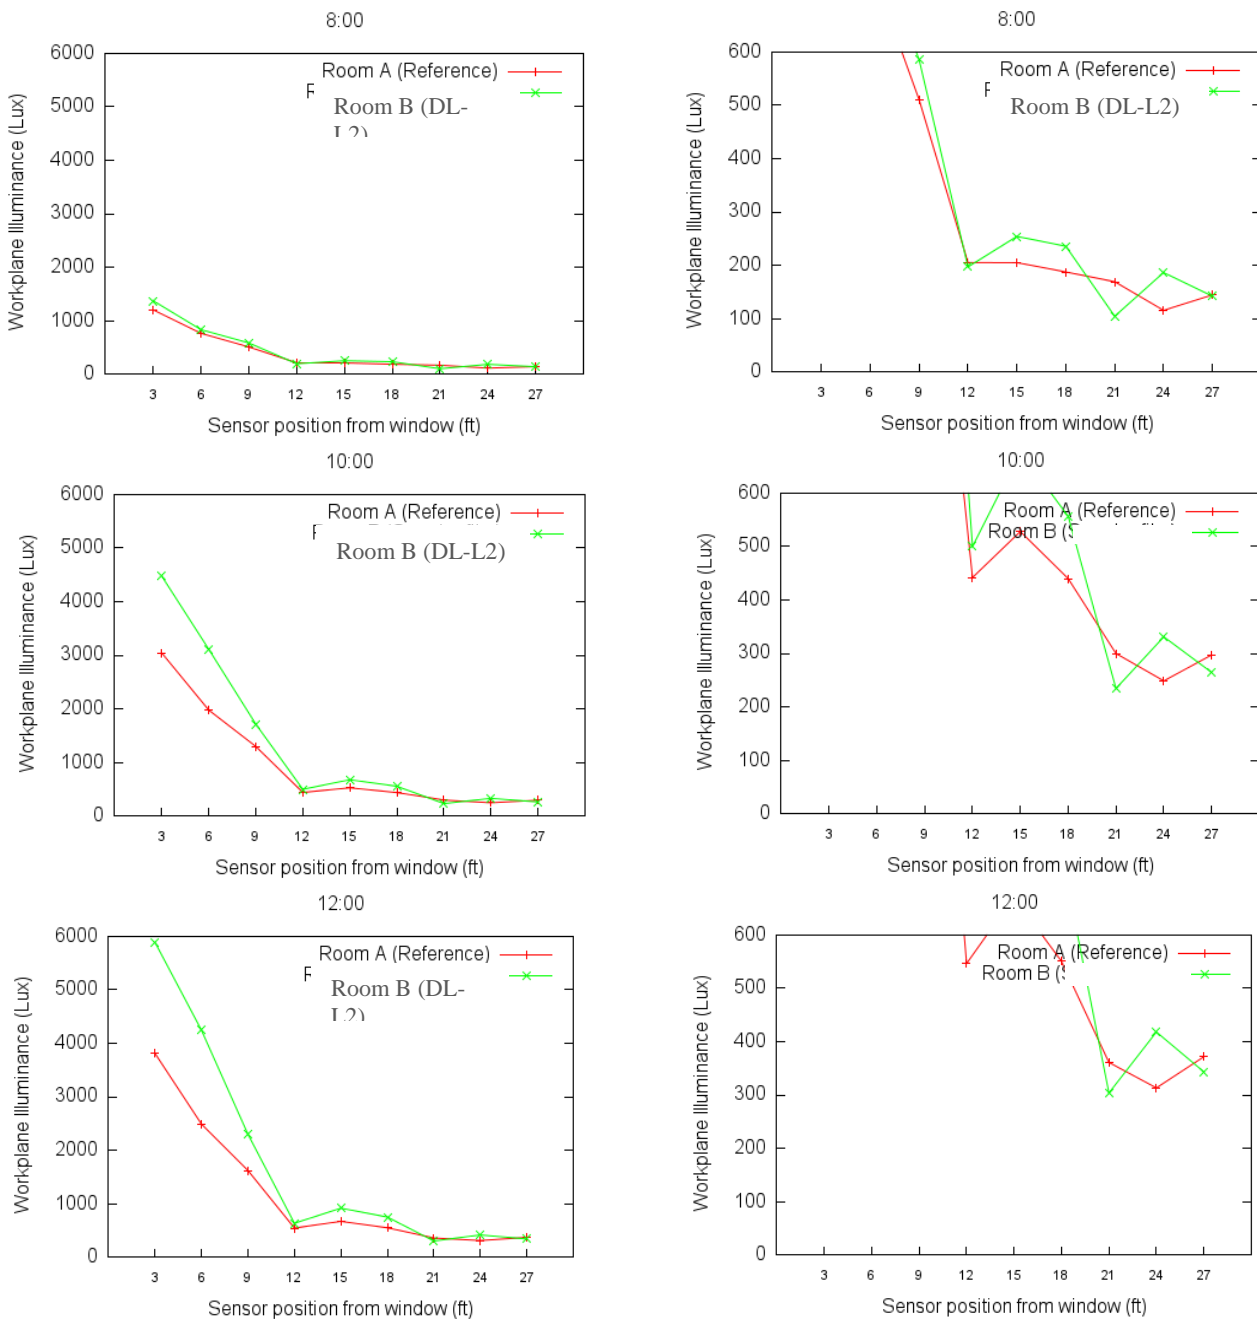 8:00
6000
5000
4000
3000
2000
1000
0
Workplane Illuminance (Lux)
Room A (Reference)
Room B (DL-
L2)
3 6 9 12 15 18 21 24 27
Sensor position from window (ft)
8:00
600
500
400
300
200
100
0
Workplane Illuminance (Lux)
Room A (Reference)
Room B (DL-L2)
3 6 9 12 15 18 21 24 27
Sensor position from window (ft)
10:00
6000
5000
4000
3000
2000
1000
0
Workplane Illuminance (Lux)
Room A (Reference)
Room B (DL-L2)
3 6 9 12 15 18 21 24 27
Sensor position from window (ft)
10:00
600
500
400
300
200
100
0
Workplane Illuminance (Lux)
Room A (Reference)
Room B
3 6 9 12 15 18 21 24 27
Sensor position from window (ft)
12:00
6000
5000
4000
3000
2000
1000
0
Workplane Illuminance (Lux)
Room A (Reference)
Room B (DL-
L2)
3 6 9 12 15 18 21 24 27
Sensor position from window (ft)
12:00
600
500
400
300
200
100
0
Workplane Illuminance (Lux)
Room A (Reference)
Room B
3 6 9 12 15 18 21 24 27
Sensor position from window (ft)